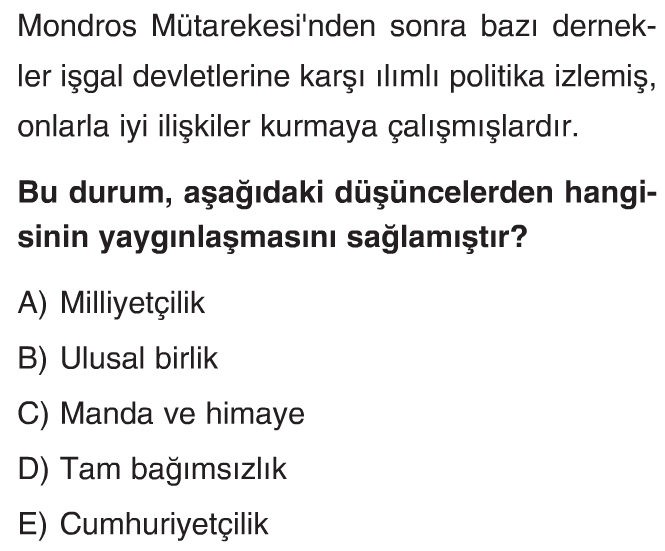 Mondros Mütarekesi'nden sonra bazı dernek-
ler işgal devletlerine karşı ılımlı politika izlemiş,
onlarla iyi ilişkiler kurmaya çalışmışlardır.
Bu durum, aşağıdaki düşüncelerden hangi-
sinin yaygınlaşmasını sağlamıştır?
A) Milliyetçilik
B) Ulusal birlik
C) Manda ve himaye
D) Tam bağımsızlık
E) Cumhuriyetçilik